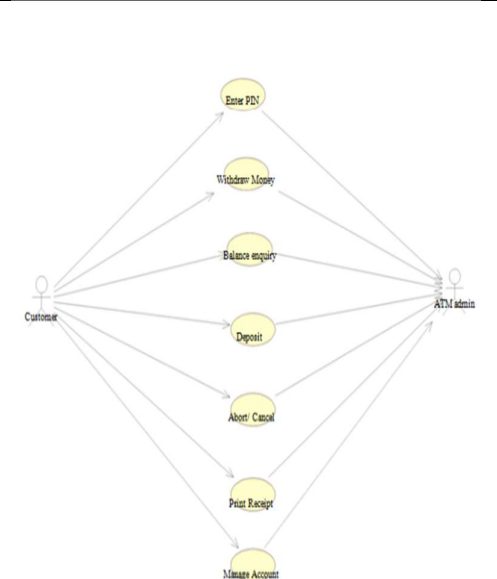 Enter PIN
Withdraw Money
Balance enquiry
Customer
ATM admin
Deposit
Abort/ Cancel
Print Receipt
Manage Account